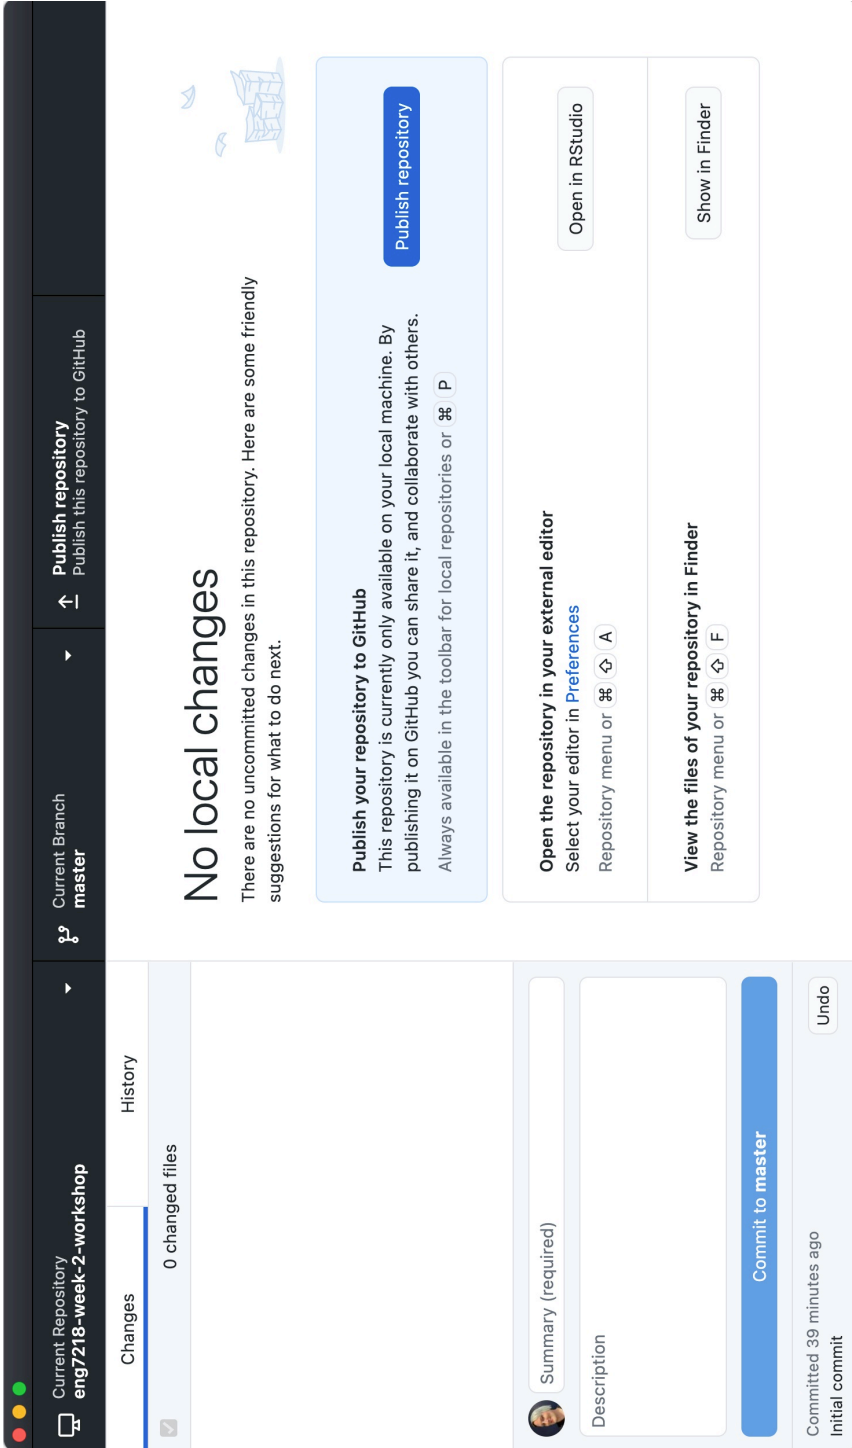 Current Repository
eng7218-week-2-workshop
Current Branch
master
Publish repository
Publish this repository to GitHub
Changes
History
0 changed files
Summary (required)
Description
Commit to master
Committed 39 minutes ago
Initial commit
Undo
No local changes
There are no uncommitted changes in this repository. Here are some friendly
suggestions for what to do next.
Publish your repository to GitHub
This repository is currently only available on your local machine. By
publishing it on GitHub you can share it, and collaborate with others.
Always available in the toolbar for local repositories or ⌘ P
Publish repository
Open the repository in your external editor
Select your editor in Preferences
Repository menu or ⌘ ⇧ A
Open in RStudio
View the files of your repository in Finder
Repository menu or ⌘ ⇧ F
Show in Finder